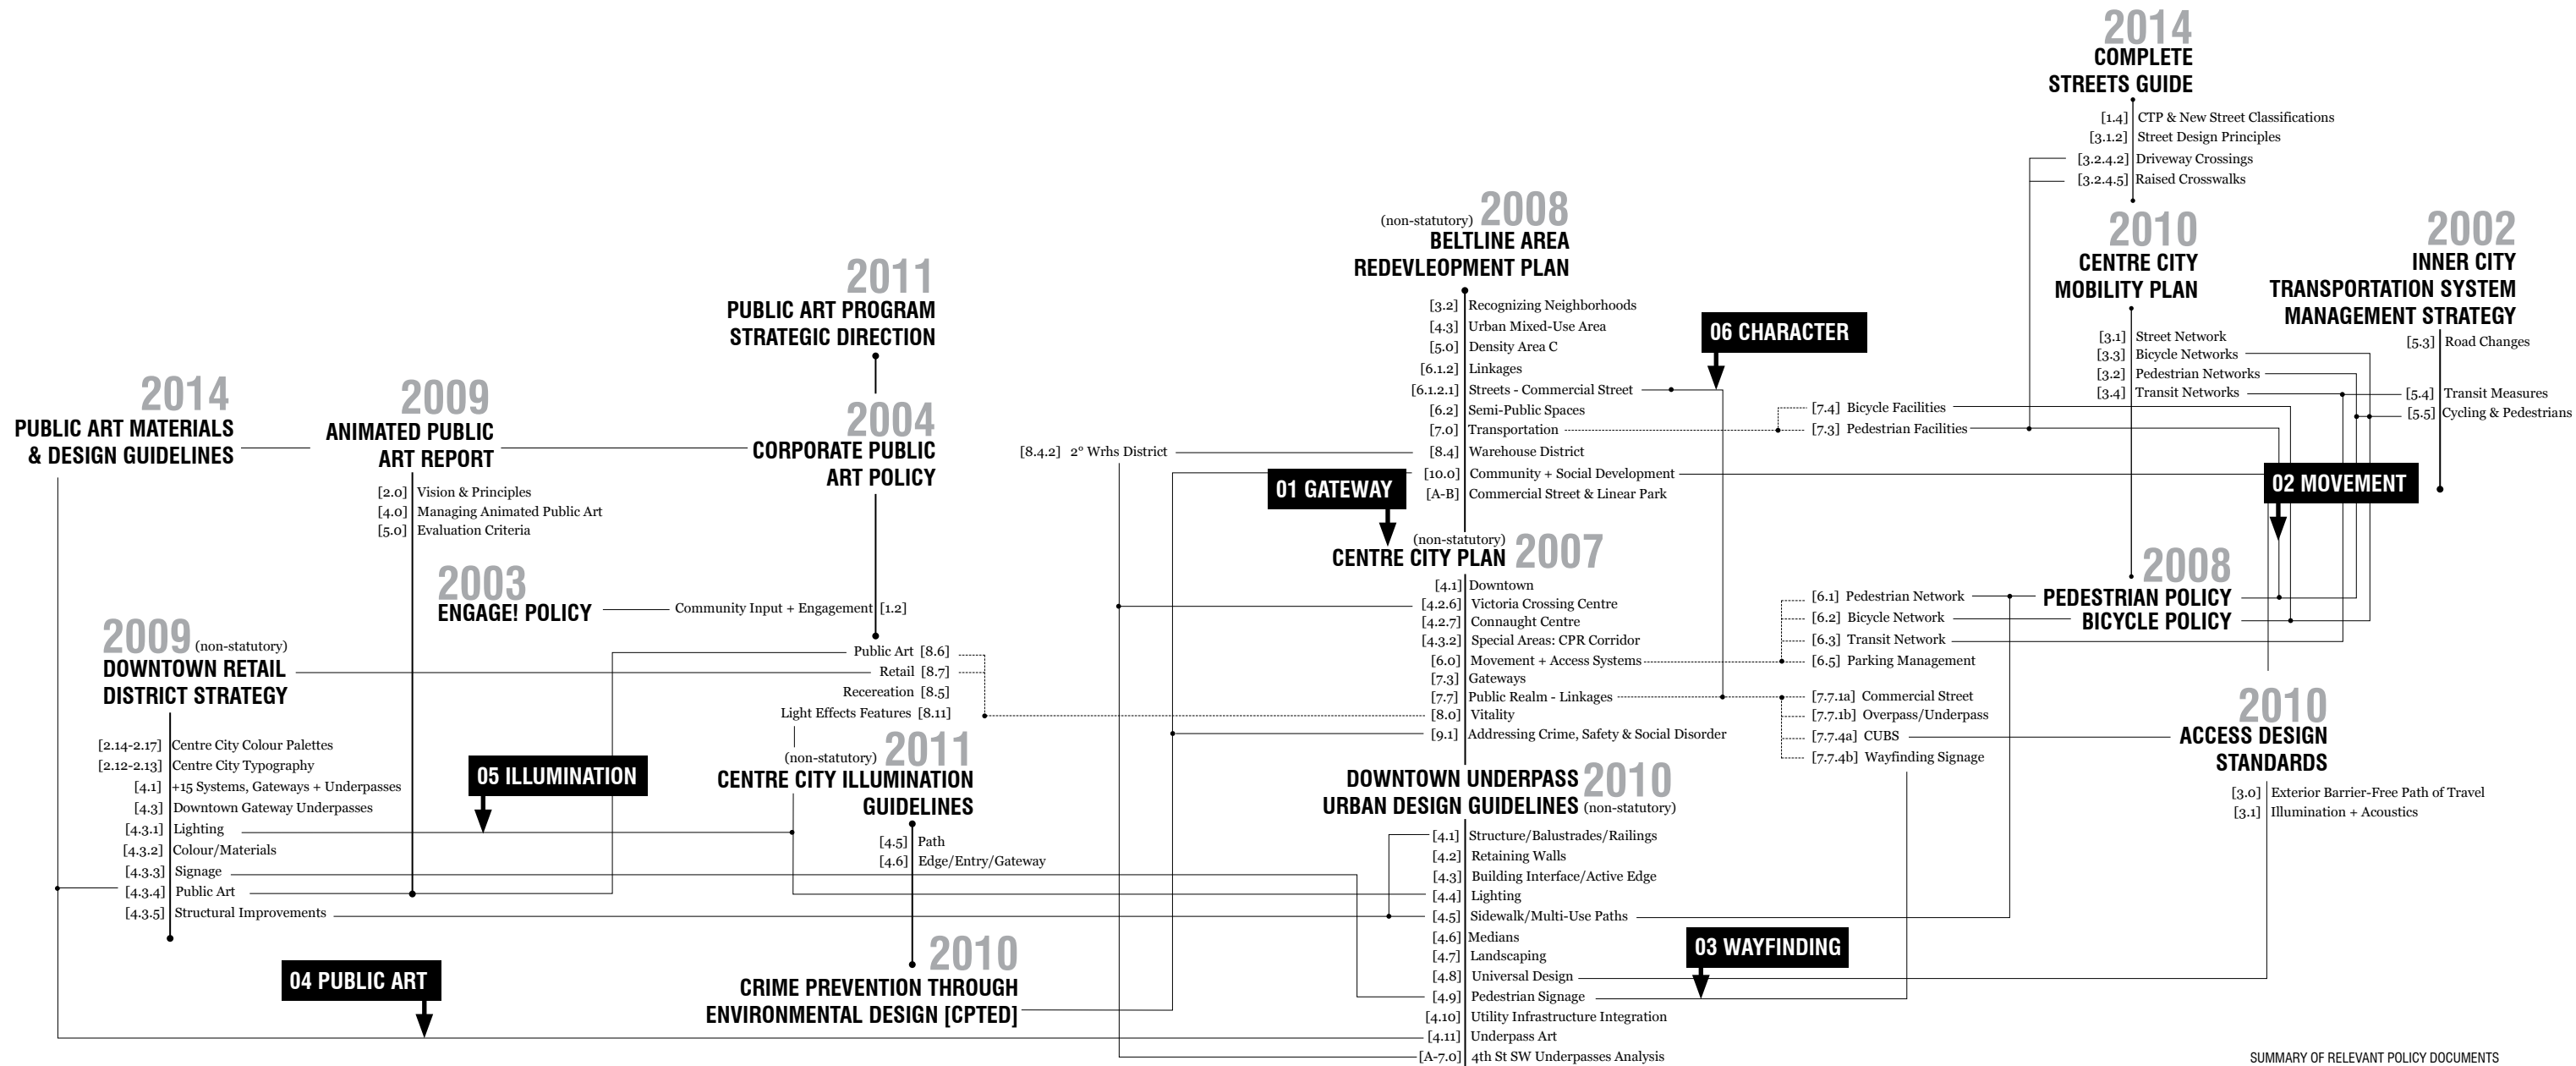 2014
COMPLETE
STREETS GUIDE
[1.4] CTP & New Street Classifications
[3.1.2] Street Design Principles
[3.2.4.2] Driveway Crossings
[3.2.4.5] Raised Crosswalks
2010
CENTRE CITY
MOBILITY PLAN
[3.1] Street Network
[3.3] Bicycle Networks
[3.2] Pedestrian Networks
[3.4] Transit Networks
2002
INNER CITY
TRANSPORTATION SYSTEM
MANAGEMENT STRATEGY
[5.3] Road Changes
[5.4] Transit Measures
[5.5] Cycling & Pedestrians
(non-statutory) 2008
BELTLINE AREA
REDEVLEOPMENT PLAN
[3.2] Recognizing Neighborhoods
[4.3] Urban Mixed-Use Area
[5.0] Density Area C
[6.1.2] Linkages
[6.1.2.1] Streets - Commercial Street
[6.2] Semi-Public Spaces
[7.0] Transportation
[8.4] Warehouse District
[10.0] Community + Social Development
[A-B] Commercial Street & Linear Park
[8.4.2] 2° Wrhs District
06 CHARACTER
[7.4] Bicycle Facilities
[7.3] Pedestrian Facilities
01 GATEWAY
02 MOVEMENT
2011
PUBLIC ART PROGRAM
STRATEGIC DIRECTION
2004
CORPORATE PUBLIC
ART POLICY
2014
PUBLIC ART MATERIALS
& DESIGN GUIDELINES
2009
ANIMATED PUBLIC
ART REPORT
[2.0] Vision & Principles
[4.0] Managing Animated Public Art
[5.0] Evaluation Criteria
2003
ENGAGE! POLICY
Community Input + Engagement [1.2]
Public Art [8.6]
Retail [8.7]
Recereation [8.5]
Light Effects Features [8.11]
2009 (non-statutory)
DOWNTOWN RETAIL
DISTRICT STRATEGY
[2.14-2.17] Centre City Colour Palettes
[2.12-2.13] Centre City Typography
[4.1] +15 Systems, Gateways + Underpasses
[4.3] Downtown Gateway Underpasses
[4.3.1] Lighting
[4.3.2] Colour/Materials
[4.3.3] Signage
[4.3.4] Public Art
[4.3.5] Structural Improvements
05 ILLUMINATION
(non-statutory) 2011
CENTRE CITY ILLUMINATION
GUIDELINES
[4.5] Path
[4.6] Edge/Entry/Gateway
04 PUBLIC ART
2010
CRIME PREVENTION THROUGH
ENVIRONMENTAL DESIGN [CPTED]
(non-statutory)
CENTRE CITY PLAN 2007
[4.1] Downtown
[4.2.6] Victoria Crossing Centre
[4.2.7] Connaught Centre
[4.3.2] Special Areas: CPR Corridor
[6.0] Movement + Access Systems
[7.3] Gateways
[7.7] Public Realm - Linkages
[8.0] Vitality
[9.1] Addressing Crime, Safety & Social Disorder
[6.1] Pedestrian Network
[6.2] Bicycle Network
[6.3] Transit Network
[6.5] Parking Management
[7.7.1a] Commercial Street
[7.7.1b] Overpass/Underpass
[7.7.4a] CUBS
[7.7.4b] Wayfinding Signage
2008
PEDESTRIAN POLICY
BICYCLE POLICY
2010
ACCESS DESIGN
STANDARDS
[3.0] Exterior Barrier-Free Path of Travel
[3.1] Illumination + Acoustics
DOWNTOWN UNDERPASS 2010
URBAN DESIGN GUIDELINES (non-statutory)
[4.1] Structure/Balustrades/Railings
[4.2] Retaining Walls
[4.3] Building Interface/Active Edge
[4.4] Lighting
[4.5] Sidewalk/Multi-Use Paths
[4.6] Medians
[4.7] Landscaping
[4.8] Universal Design
[4.9] Pedestrian Signage
[4.10] Utility Infrastructure Integration
[4.11] Underpass Art
[A-7.0] 4th St SW Underpasses Analysis
03 WAYFINDING
SUMMARY OF RELEVANT POLICY DOCUMENTS